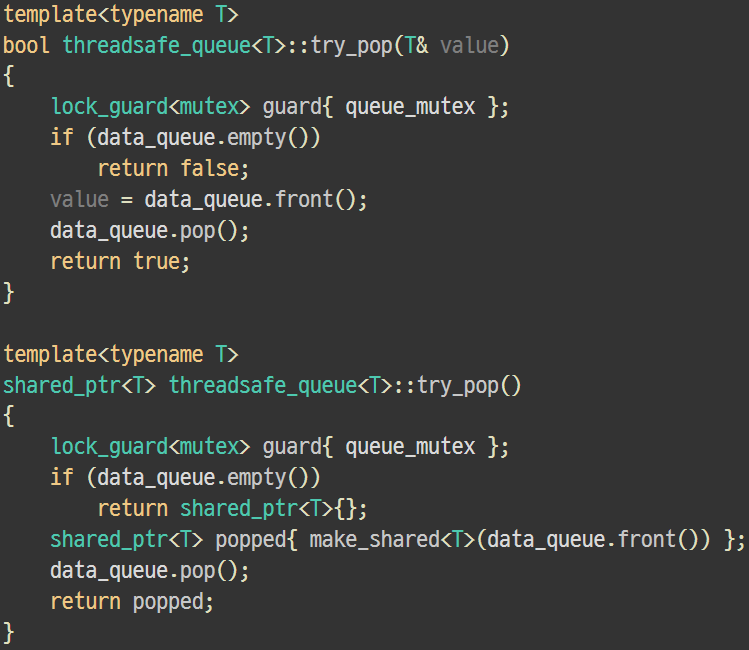 template<typename T>
bool threadsafe_queue<T>::try_pop(T& value)
{
    lock_guard<mutex> guard{ queue_mutex };
    if (data_queue.empty())
        return false;
    value = data_queue.front();
    data_queue.pop();
    return true;
}

template<typename T>
shared_ptr<T> threadsafe_queue<T>::try_pop()
{
    lock_guard<mutex> guard{ queue_mutex };
    if (data_queue.empty())
        return shared_ptr<T>{};
    shared_ptr<T> popped{ make_shared<T>(data_queue.front()) };
    data_queue.pop();
    return popped;
}